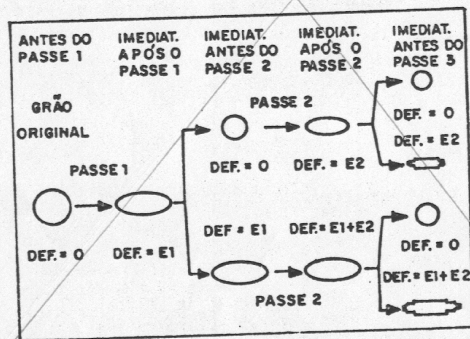 ANTES DO
PASSE 1
IMEDIAT.
APÓS O
PASSE 1
IMEDIAT.
ANTES DO
PASSE 2
IMEDIAT.
APÓS O
PASSE 2
IMEDIAT.
ANTES DO
PASSE 3
GRÃO
ORIGINAL
PASSE 1
PASSE 2
DEF. = 0
DEF. = E1
DEF. = 0
DEF. = E2
DEF. = 0
DEF. = E2
DEF. = E1
DEF. = E1+E2
DEF. = 0
DEF. = E1+E2
PASSE 2